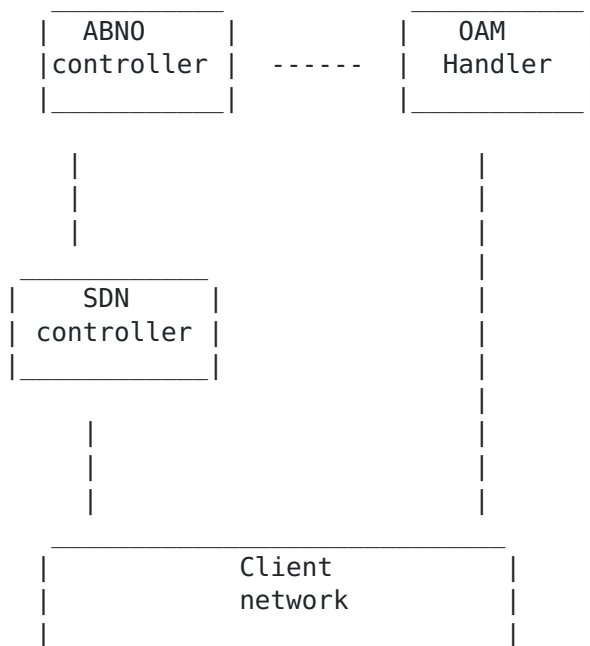 ABNO OAM
controller ------ Handler
SDN
controller
Client
network